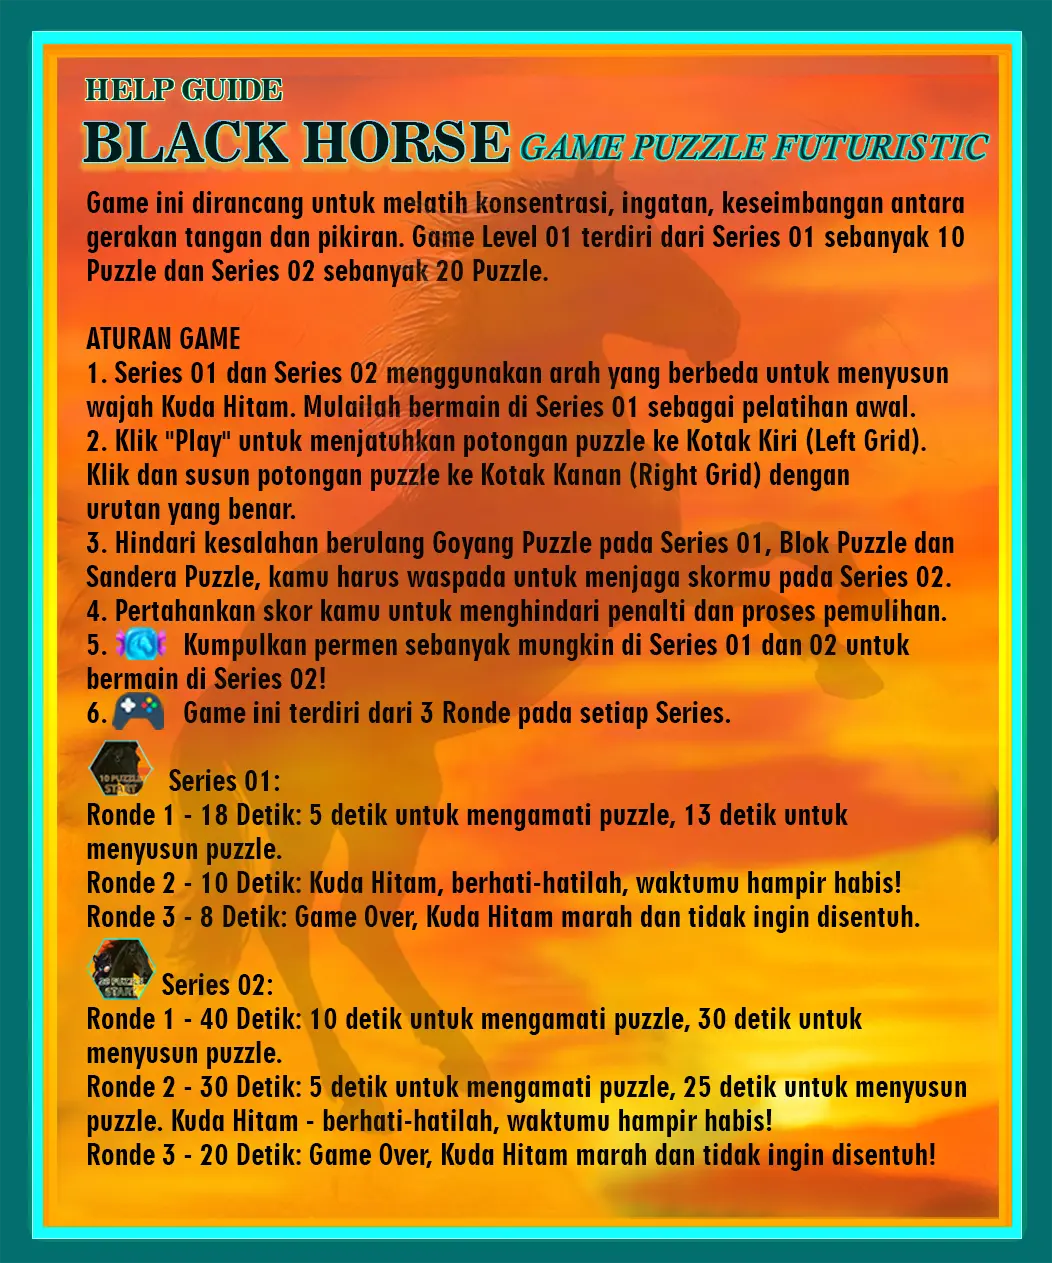 HELP GUIDE
BLACK HORSE GAME PUZZLE FUTURISTIC
Game ini dirancang untuk melatih konsentrasi, ingatan, keseimbangan antara
gerakan tangan dan pikiran. Game Level 01 terdiri dari Series 01 sebanyak 10
Puzzle dan Series 02 sebanyak 20 Puzzle.
ATURAN GAME
1. Series 01 dan Series 02 menggunakan arah yang berbeda untuk menyusun
wajah Kuda Hitam. Mulailah bermain di Series 01 sebagai pelatihan awal.
2. Klik "Play" untuk menjatuhkan potongan puzzle ke Kotak Kiri (Left Grid).
Klik dan susun potongan puzzle ke Kotak Kanan (Right Grid) dengan
urutan yang benar.
3. Hindari kesalahan berulang Goyang Puzzle pada Series 01, Blok Puzzle dan
Sandera Puzzle, kamu harus waspada untuk menjaga skormu pada Series 02.
4. Pertahankan skor kamu untuk menghindari penalti dan proses pemulihan.
5. Kumpulkan permen sebanyak mungkin di Series 01 dan 02 untuk
bermain di Series 02!
6. Game ini terdiri dari 3 Ronde pada setiap Series.
10 PUZZLE
START
Series 01:
Ronde 1 - 18 Detik: 5 detik untuk mengamati puzzle, 13 detik untuk
menyusun puzzle.
Ronde 2 - 10 Detik: Kuda Hitam, berhati-hatilah, waktumu hampir habis!
Ronde 3 - 8 Detik: Game Over, Kuda Hitam marah dan tidak ingin disentuh.
20 PUZZLE
START
Series 02:
Ronde 1 - 40 Detik: 10 detik untuk mengamati puzzle, 30 detik untuk
menyusun puzzle.
Ronde 2 - 30 Detik: 5 detik untuk mengamati puzzle, 25 detik untuk menyusun
puzzle. Kuda Hitam - berhati-hatilah, waktumu hampir habis!
Ronde 3 - 20 Detik: Game Over, Kuda Hitam marah dan tidak ingin disentuh!